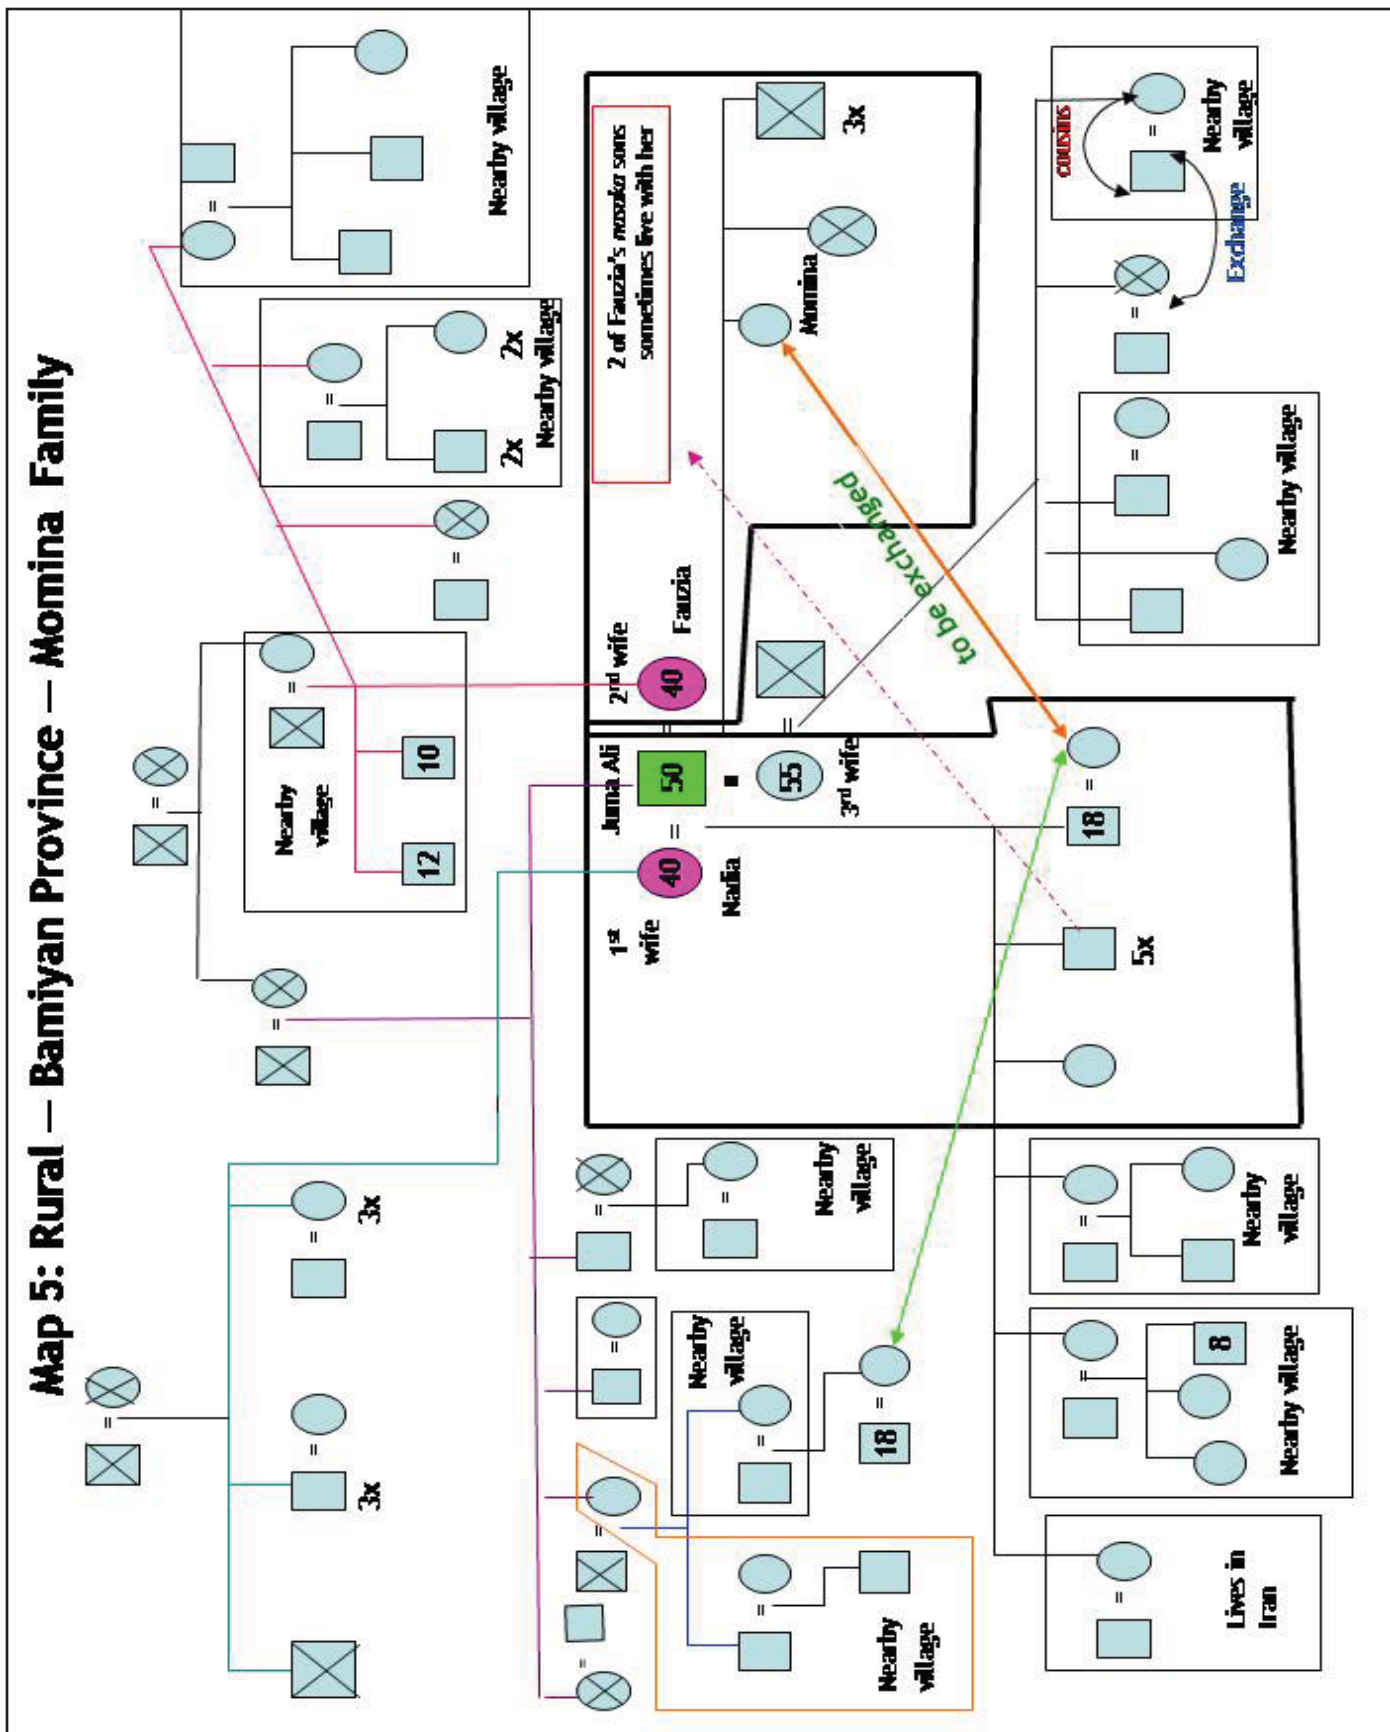 Map 5: Rural – Bamiyan Province – Momina Family
3x
3x
Nearby
village
12
10
2x
2x
Nearby village
Nearby village
1st
wife
40
Nadia
Juma Ali
50
2nd wife
40
Fauzia
55
3rd wife
2 of Fauzia's nasaka sons
sometimes live with her
Momina
3x
to be exchanged
Nearby
village
Nearby
village
Nearby
village
18
5x
18
Lives in
Iran
8
Nearby village
Nearby
village
Nearby village
Exchange
cousins
Nearby
village